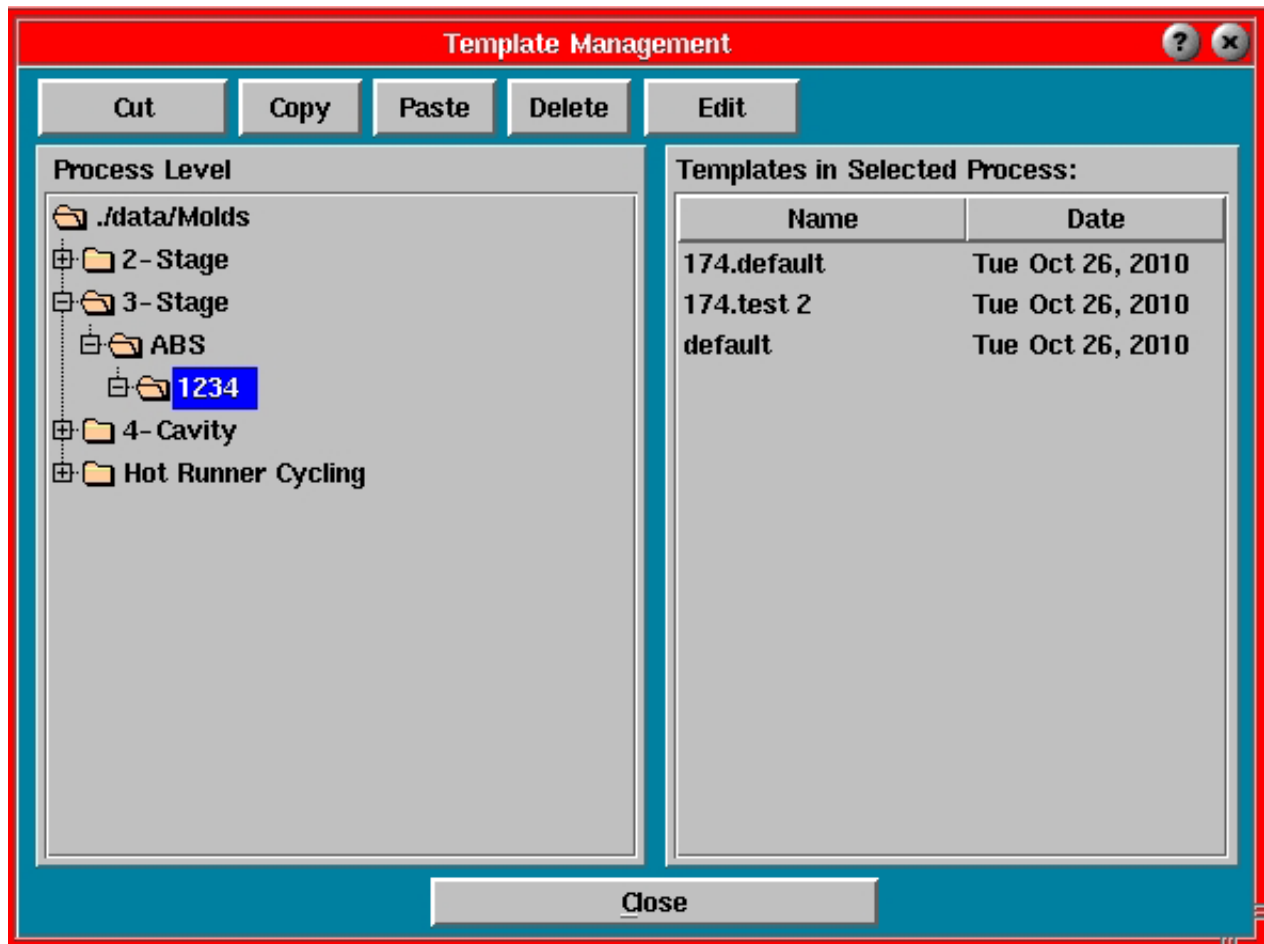 Template Management
Cut Copy Paste Delete Edit
Process Level
./data/Molds
2-Stage
3-Stage
ABS
1234
4-Cavity
Hot Runner Cycling
Templates in Selected Process:
Name Date
174.default Tue Oct 26, 2010
174.test 2 Tue Oct 26, 2010
default Tue Oct 26, 2010
Close